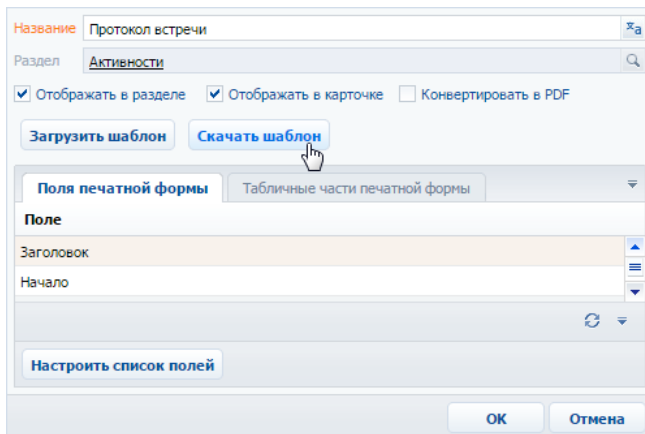 Название Протокол встречи
Раздел Активности
Отображать в разделе Отображать в карточке Конвертировать в PDF
Загрузить шаблон Скачать шаблон
Поля печатной формы Табличные части печатной формы
Поле
Заголовок
Начало
Настроить список полей
ОК Отмена